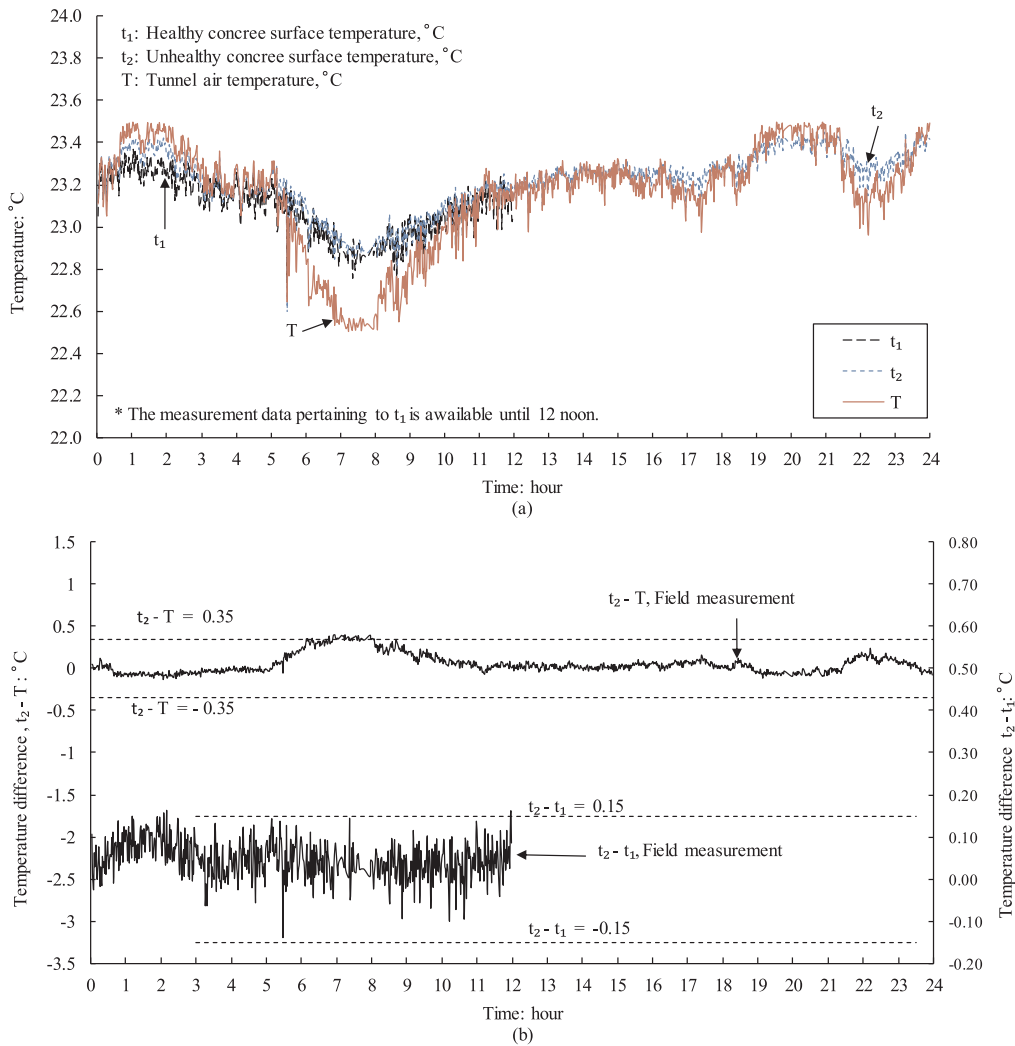 24.0
t₁: Healthy concree surface temperature, °C
t₂: Unhealthy concree surface temperature, °C
T: Tunnel air temperature, °C
23.8
23.6
23.4
23.2
23.0
22.8
22.6
22.4
22.2
22.0
Temperature: °C
t₁
T
t₂
t₁
t₂
T
* The measurement data pertaining to t₁ is available until 12 noon.
0 1 2 3 4 5 6 7 8 9 10 11 12 13 14 15 16 17 18 19 20 21 22 23 24
Time: hour
(a)
1.5
1
0.5
0
-0.5
-1
-1.5
-2
-2.5
-3
-3.5
Temperature difference , t₂ - T : °C
t₂ - T = 0.35
t₂ - T, Field measurement
t₂ - T = - 0.35
t₂ - t₁ = 0.15
t₂ - t₁, Field measurement
t₂ - t₁ = -0.15
0.80
0.70
0.60
0.50
0.40
0.30
0.20
0.10
0.00
-0.10
-0.20
Temperature difference t₂ - t₁: °C
0 1 2 3 4 5 6 7 8 9 10 11 12 13 14 15 16 17 18 19 20 21 22 23 24
Time: hour
(b)